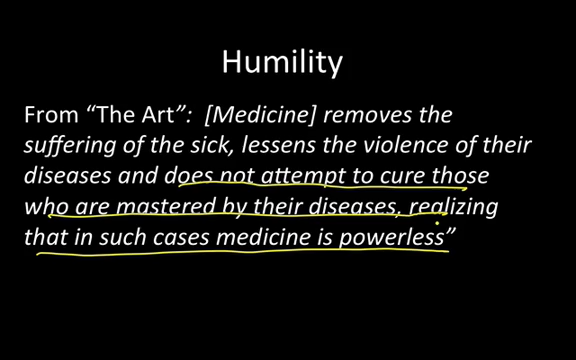 Humility
From “The Art”: [Medicine] removes the
suffering of the sick, lessens the violence of their
diseases and does not attempt to cure those
who are mastered by their diseases, realizing
that in such cases medicine is powerless”